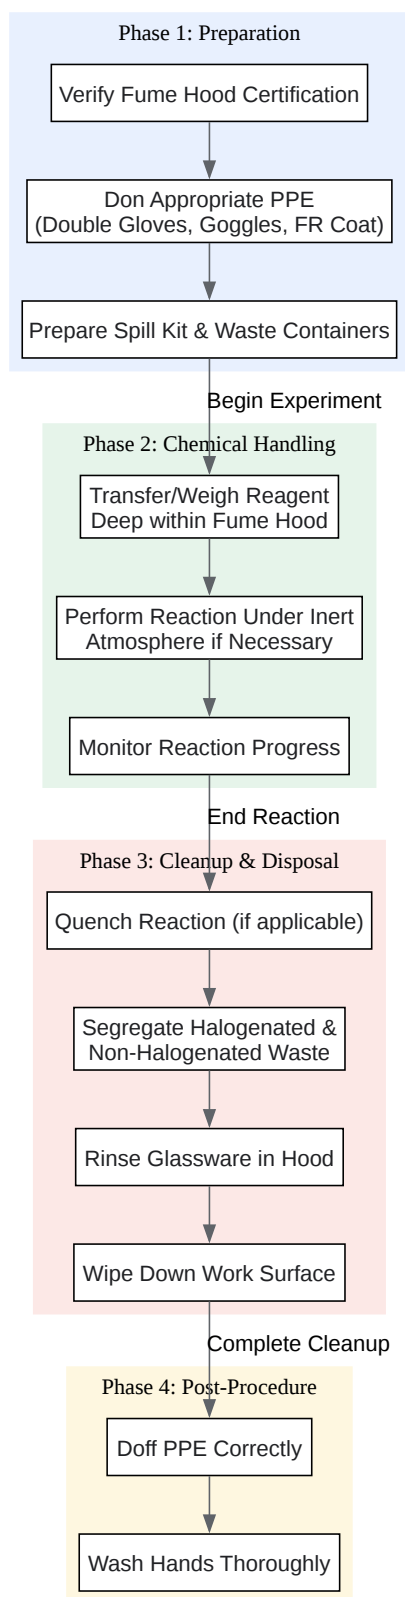 Phase 1: Preparation
Verify Fume Hood Certification
Don Appropriate PPE
(Double Gloves, Goggles, FR Coat)
Prepare Spill Kit & Waste Containers
Begin Experiment
Phase 2: Chemical Handling
Transfer/Weigh Reagent
Deep within Fume Hood
Perform Reaction Under Inert
Atmosphere if Necessary
Monitor Reaction Progress
End Reaction
Phase 3: Cleanup & Disposal
Quench Reaction (if applicable)
Segregate Halogenated &
Non-Halogenated Waste
Rinse Glassware in Hood
Wipe Down Work Surface
Complete Cleanup
Phase 4: Post-Procedure
Doff PPE Correctly
Wash Hands Thoroughly